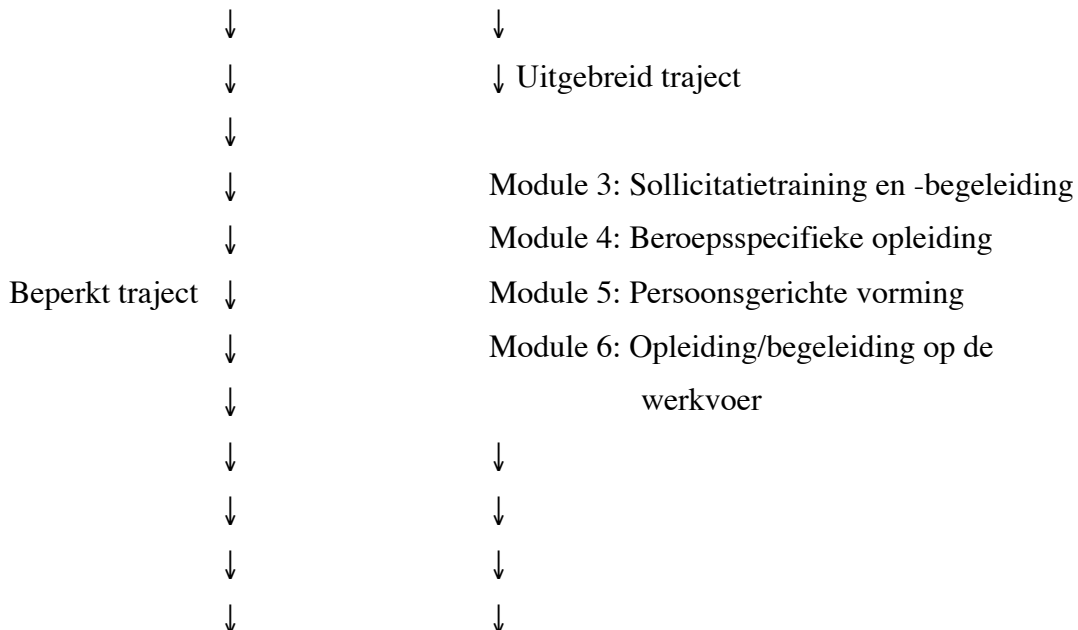 ↓ ↓
↓ ↓ Uitgebreid traject
↓
↓ Module 3: Sollicitatietraining en -begeleiding
↓ Module 4: Beroepsspecifieke opleiding
Beperkt traject ↓ Module 5: Persoonsgerichte vorming
↓ Module 6: Opleiding/begeleiding op de
↓ werkvoer
↓ ↓
↓ ↓
↓ ↓
↓ ↓